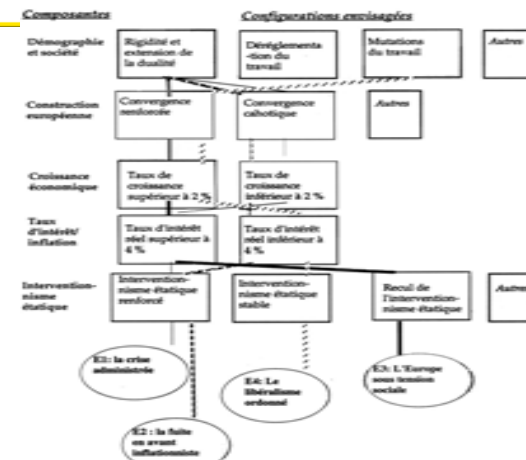 Composantes
Configurations envisagées
Démographie
et société
Rigidité et
extension de
la dualité
Déréglementa
-tion du
travail
Mutations
du travail
Autres
Construction
européenne
Convergence
renforcée
Convergence
cahotique
Autres
Croissance
économique
Taux de
croissance
supérieur à 2 %
Taux de
croissance
inférieur à 2 %
Taux
d'intérêt/
inflation
Taux d'intérêt
réel supérieur à
4 %
Taux d'intérêt
réel inférieur à
4 %
Intervention-
nisme
étatique
Intervention-
nisme étatique
renforcé
Intervention-
nisme étatique
stable
Recul de
l'intervention-
nisme étatique
Autres
E1: la crise
administrée
E4: Le
libéralisme
ordonné
E3: L'Europe
sous tension
sociale
E2 : la fuite
en avant
inflationniste